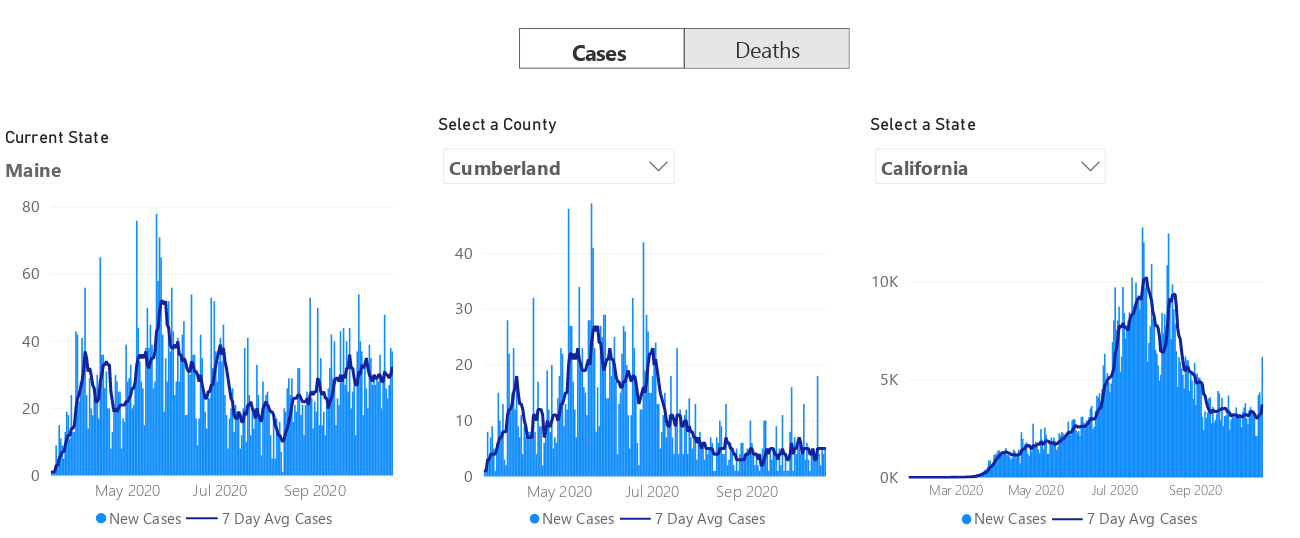 Cases
Deaths
Current State
Maine
80
60
40
20
0
May 2020
Jul 2020
Sep 2020
New Cases
7 Day Avg Cases
Select a County
Cumberland
40
30
20
10
0
May 2020
Jul 2020
Sep 2020
New Cases
7 Day Avg Cases
Select a State
California
10K
5K
0K
Mar 2020
May 2020
Jul 2020
Sep 2020
New Cases
7 Day Avg Cases